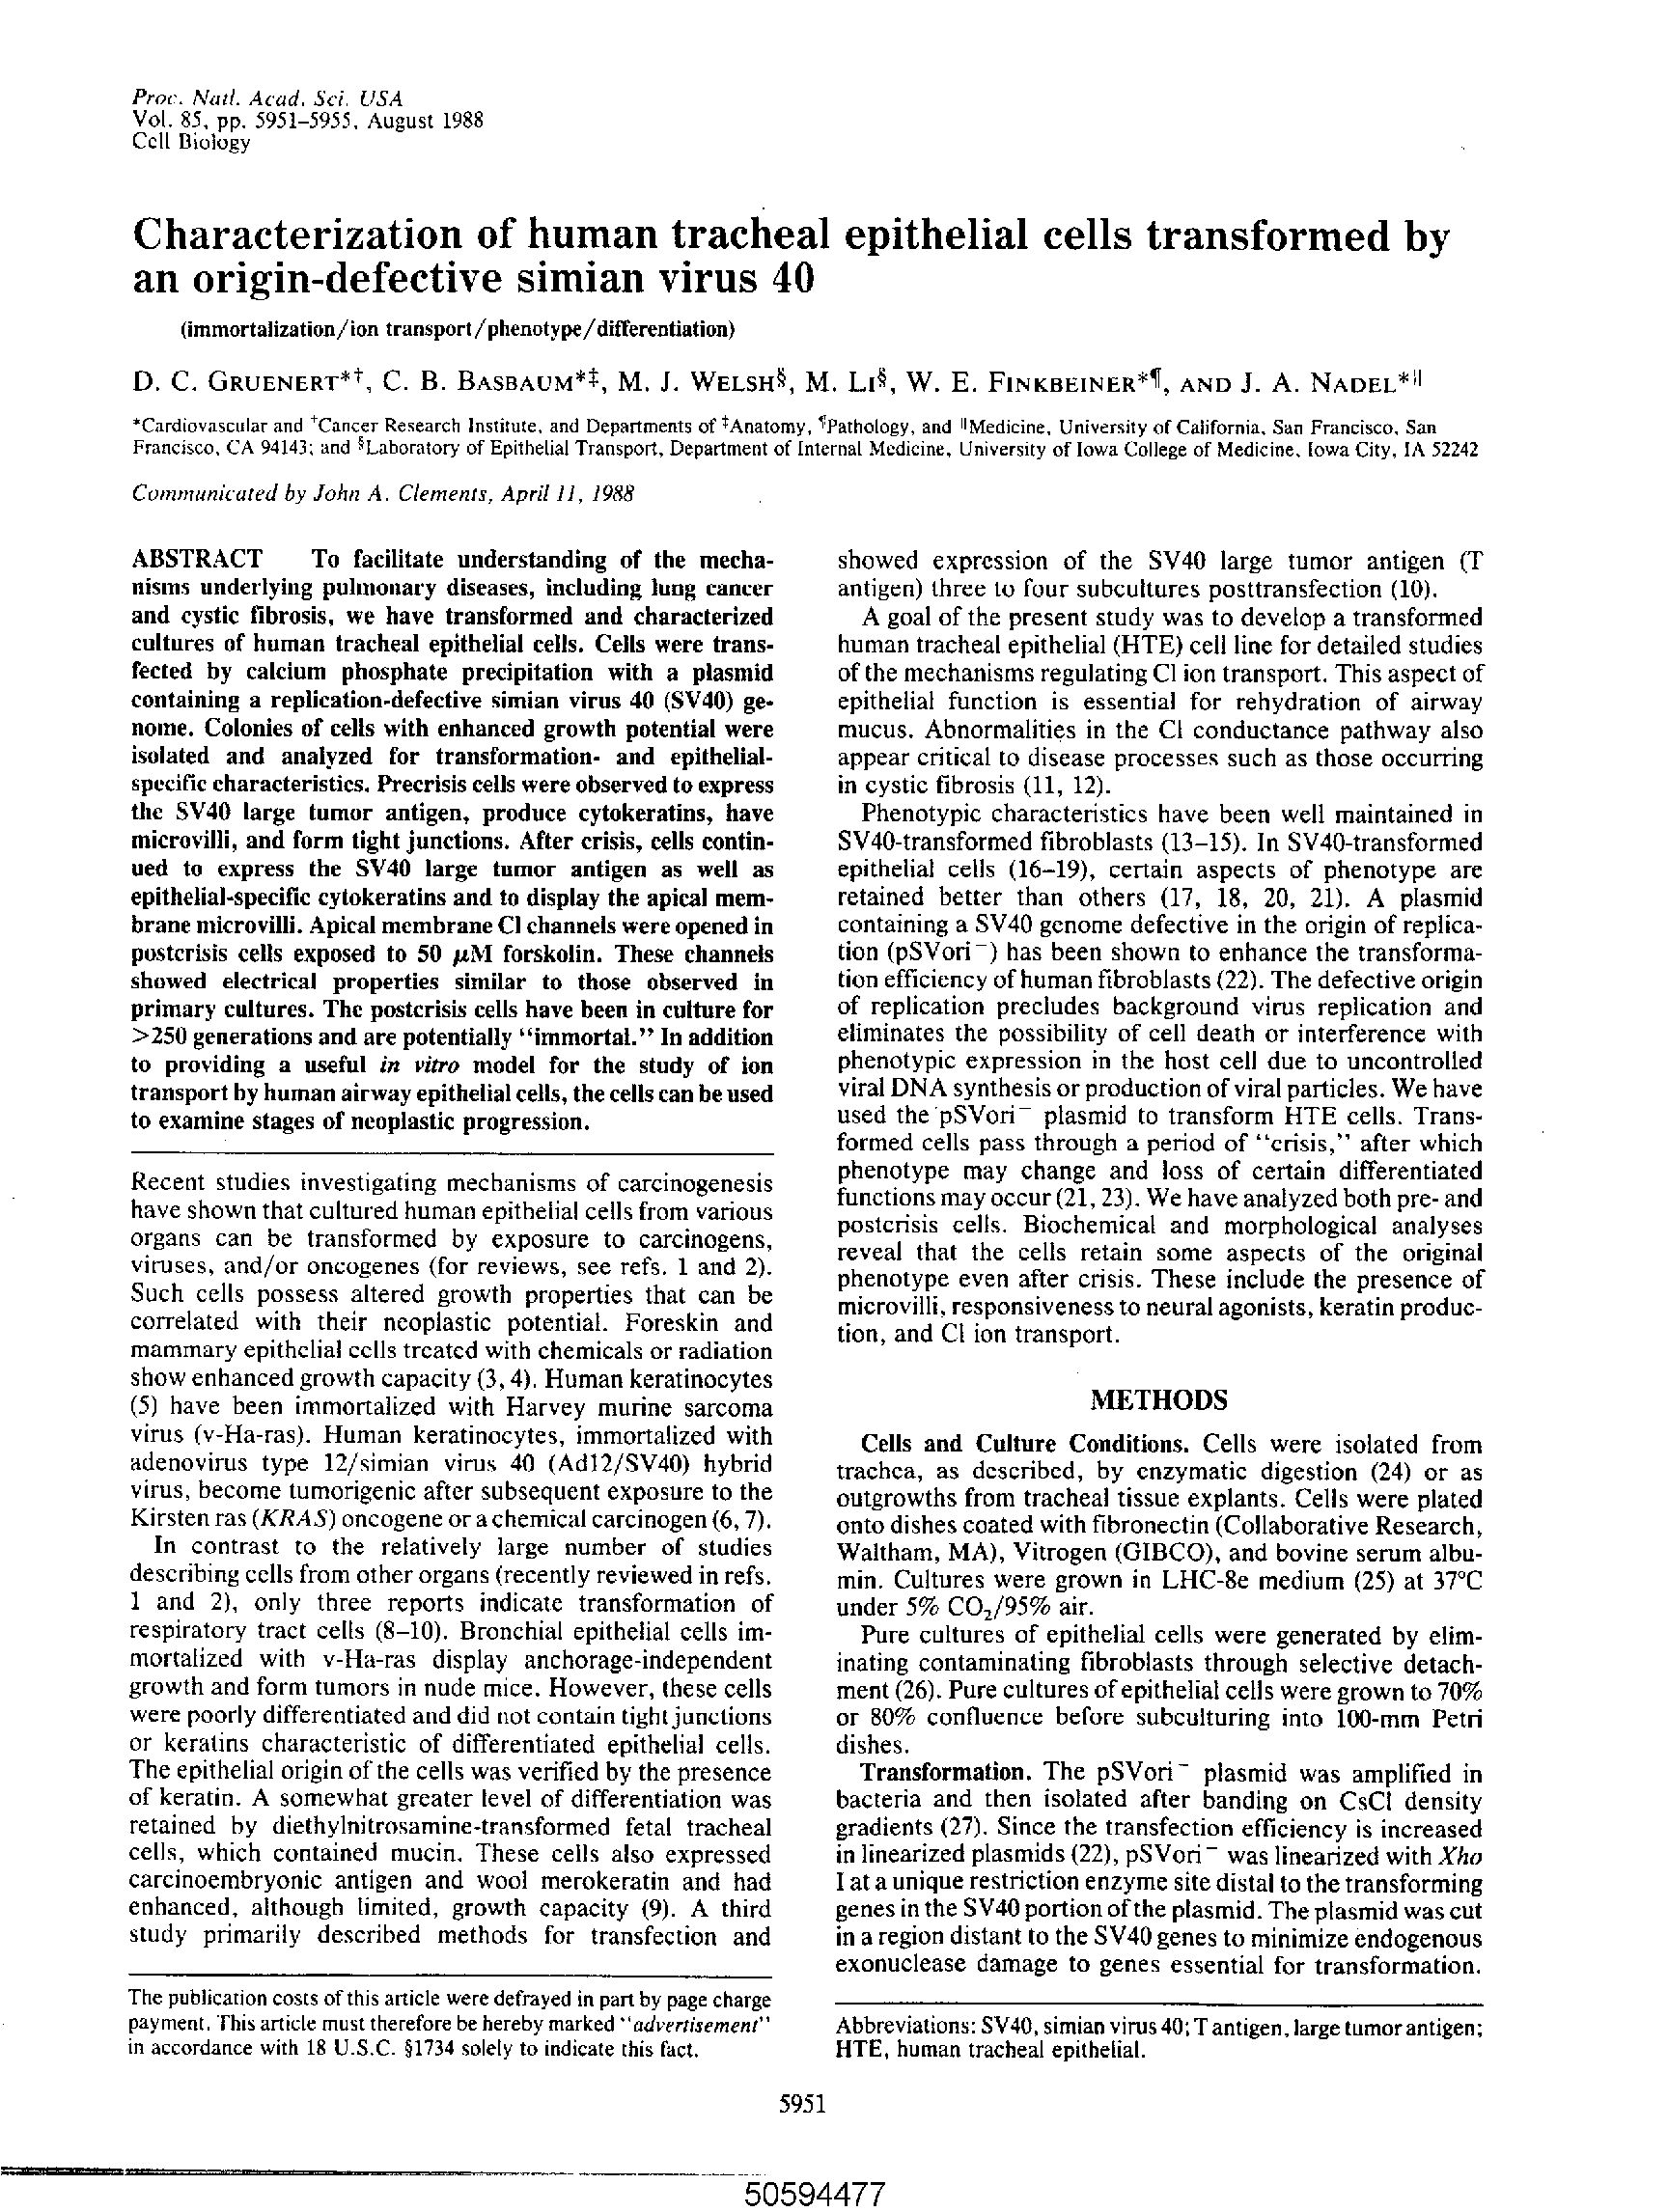 Proc. Natl. Acad. Sci. USA
Vol. 85, pp. 5951–5955, August 1988
Cell Biology
Characterization of human tracheal epithelial cells transformed by
an origin-defective simian virus 40
(immortalization/ion transport/phenotype/differentiation)
D. C. GRUENERT*†, C. B. BASBAUM*‡, M. J. WELSH§, M. LI§, W. E. FINKBEINER*¶, AND J. A. NADEL*‖
*Cardiovascular and †Cancer Research Institute, and Departments of ‡Anatomy, ¶Pathology, and ‖Medicine, University of California, San Francisco, San
Francisco, CA 94143; and §Laboratory of Epithelial Transport, Department of Internal Medicine, University of Iowa College of Medicine, Iowa City, IA 52242
Communicated by John A. Clements, April 11, 1988
ABSTRACT To facilitate understanding of the mecha-
nisms underlying pulmonary diseases, including lung cancer
and cystic fibrosis, we have transformed and characterized
cultures of human tracheal epithelial cells. Cells were trans-
fected by calcium phosphate precipitation with a plasmid
containing a replication-defective simian virus 40 (SV40) ge-
nome. Colonies of cells with enhanced growth potential were
isolated and analyzed for transformation- and epithelial-
specific characteristics. Precrisis cells were observed to express
the SV40 large tumor antigen, produce cytokeratins, have
microvilli, and form tight junctions. After crisis, cells contin-
ued to express the SV40 large tumor antigen as well as
epithelial-specific cytokeratins and to display the apical mem-
brane microvilli. Apical membrane Cl channels were opened in
postcrisis cells exposed to 50 μM forskolin. These channels
showed electrical properties similar to those observed in
primary cultures. The postcrisis cells have been in culture for
>250 generations and are potentially “immortal.” In addition
to providing a useful in vitro model for the study of ion
transport by human airway epithelial cells, the cells can be used
to examine stages of neoplastic progression.
Recent studies investigating mechanisms of carcinogenesis
have shown that cultured human epithelial cells from various
organs can be transformed by exposure to carcinogens,
viruses, and/or oncogenes (for reviews, see refs. 1 and 2).
Such cells possess altered growth properties that can be
correlated with their neoplastic potential. Foreskin and
mammary epithelial cells treated with chemicals or radiation
show enhanced growth capacity (3, 4). Human keratinocytes
(5) have been immortalized with Harvey murine sarcoma
virus (v-Ha-ras). Human keratinocytes, immortalized with
adenovirus type 12/simian virus 40 (Ad12/SV40) hybrid
virus, become tumorigenic after subsequent exposure to the
Kirsten ras (KRAS) oncogene or a chemical carcinogen (6, 7).
In contrast to the relatively large number of studies
describing cells from other organs (recently reviewed in refs.
1 and 2), only three reports indicate transformation of
respiratory tract cells (8–10). Bronchial epithelial cells im-
mortalized with v-Ha-ras display anchorage-independent
growth and form tumors in nude mice. However, these cells
were poorly differentiated and did not contain tight junctions
or keratins characteristic of differentiated epithelial cells.
The epithelial origin of the cells was verified by the presence
of keratin. A somewhat greater level of differentiation was
retained by diethylnitrosamine-transformed fetal tracheal
cells, which contained mucin. These cells also expressed
carcinoembryonic antigen and wool merokeratin and had
enhanced, although limited, growth capacity (9). A third
study primarily described methods for transfection and
The publication costs of this article were defrayed in part by page charge
payment. This article must therefore be hereby marked “advertisement”
in accordance with 18 U.S.C. §1734 solely to indicate this fact.
showed expression of the SV40 large tumor antigen (T
antigen) three to four subcultures posttransfection (10).
A goal of the present study was to develop a transformed
human tracheal epithelial (HTE) cell line for detailed studies
of the mechanisms regulating Cl ion transport. This aspect of
epithelial function is essential for rehydration of airway
mucus. Abnormalities in the Cl conductance pathway also
appear critical to disease processes such as those occurring
in cystic fibrosis (11, 12).
Phenotypic characteristics have been well maintained in
SV40-transformed fibroblasts (13–15). In SV40-transformed
epithelial cells (16–19), certain aspects of phenotype are
retained better than others (17, 18, 20, 21). A plasmid
containing a SV40 genome defective in the origin of replica-
tion (pSVori⁻) has been shown to enhance the transforma-
tion efficiency of human fibroblasts (22). The defective origin
of replication precludes background virus replication and
eliminates the possibility of cell death or interference with
phenotypic expression in the host cell due to uncontrolled
viral DNA synthesis or production of viral particles. We have
used the pSVori⁻ plasmid to transform HTE cells. Trans-
formed cells pass through a period of “crisis,” after which
phenotype may change and loss of certain differentiated
functions may occur (21, 23). We have analyzed both pre- and
postcrisis cells. Biochemical and morphological analyses
reveal that the cells retain some aspects of the original
phenotype even after crisis. These include the presence of
microvilli, responsiveness to neural agonists, keratin produc-
tion, and Cl ion transport.
METHODS
Cells and Culture Conditions. Cells were isolated from
trachea, as described, by enzymatic digestion (24) or as
outgrowths from tracheal tissue explants. Cells were plated
onto dishes coated with fibronectin (Collaborative Research,
Waltham, MA), Vitrogen (GIBCO), and bovine serum albu-
min. Cultures were grown in LHC-8e medium (25) at 37°C
under 5% CO₂/95% air.
Pure cultures of epithelial cells were generated by elim-
inating contaminating fibroblasts through selective detach-
ment (26). Pure cultures of epithelial cells were grown to 70%
or 80% confluence before subculturing into 100-mm Petri
dishes.
Transformation. The pSVori⁻ plasmid was amplified in
bacteria and then isolated after banding on CsCl density
gradients (27). Since the transfection efficiency is increased
in linearized plasmids (22), pSVori⁻ was linearized with Xho
I at a unique restriction enzyme site distal to the transforming
genes in the SV40 portion of the plasmid. The plasmid was cut
in a region distant to the SV40 genes to minimize endogenous
exonuclease damage to genes essential for transformation.
Abbreviations: SV40, simian virus 40; T antigen, large tumor antigen;
HTE, human tracheal epithelial.
5951
50594477